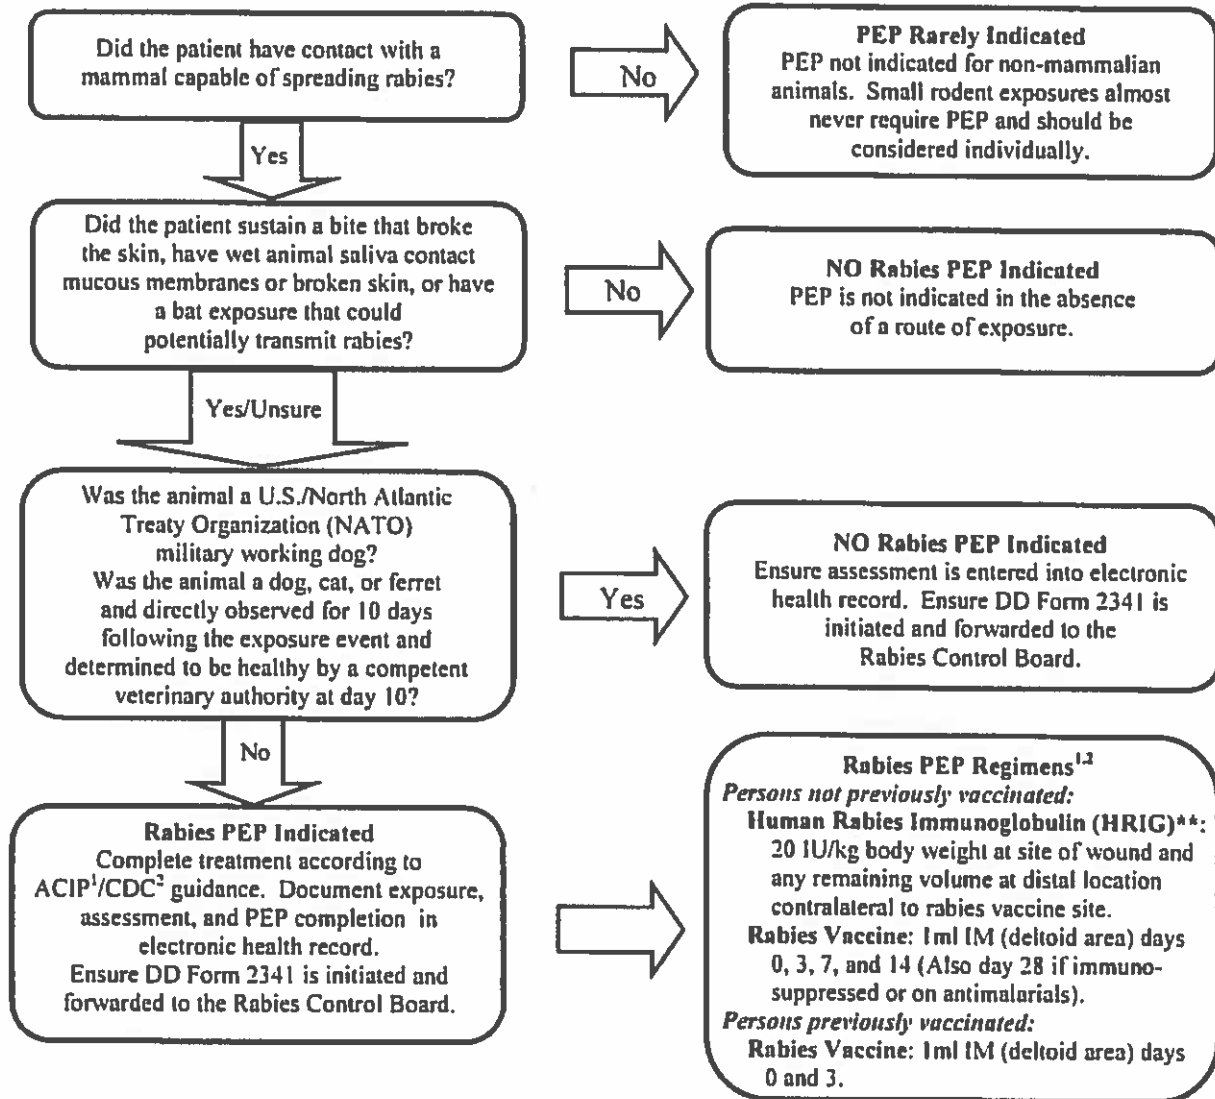 Did the patient have contact with a
mammal capable of spreading rabies?
No
PEP Rarely Indicated
PEP not indicated for non-mammalian
animals. Small rodent exposures almost
never require PEP and should be
considered individually.
Yes
Did the patient sustain a bite that broke
the skin, have wet animal saliva contact
mucous membranes or broken skin, or have
a bat exposure that could
potentially transmit rabies?
No
NO Rabies PEP Indicated
PEP is not indicated in the absence
of a route of exposure.
Yes/Unsure
Was the animal a U.S./North Atlantic
Treaty Organization (NATO)
military working dog?
Was the animal a dog, cat, or ferret
and directly observed for 10 days
following the exposure event and
determined to be healthy by a competent
veterinary authority at day 10?
Yes
NO Rabies PEP Indicated
Ensure assessment is entered into electronic
health record. Ensure DD Form 2341 is
initiated and forwarded to the
Rabies Control Board.
No
Rabies PEP Indicated
Complete treatment according to
ACIP¹/CDC² guidance. Document exposure,
assessment, and PEP completion in
electronic health record.
Ensure DD Form 2341 is initiated and
forwarded to the Rabies Control Board.
Rabies PEP Regimens¹,²
Persons not previously vaccinated:
Human Rabies Immunoglobulin (HRIG)**:
20 IU/kg body weight at site of wound and
any remaining volume at distal location
contralateral to rabies vaccine site.
Rabies Vaccine: 1ml IM (deltoid area) days
0, 3, 7, and 14 (Also day 28 if immuno-
suppressed or on antimalarials).
Persons previously vaccinated:
Rabies Vaccine: 1ml IM (deltoid area) days
0 and 3.